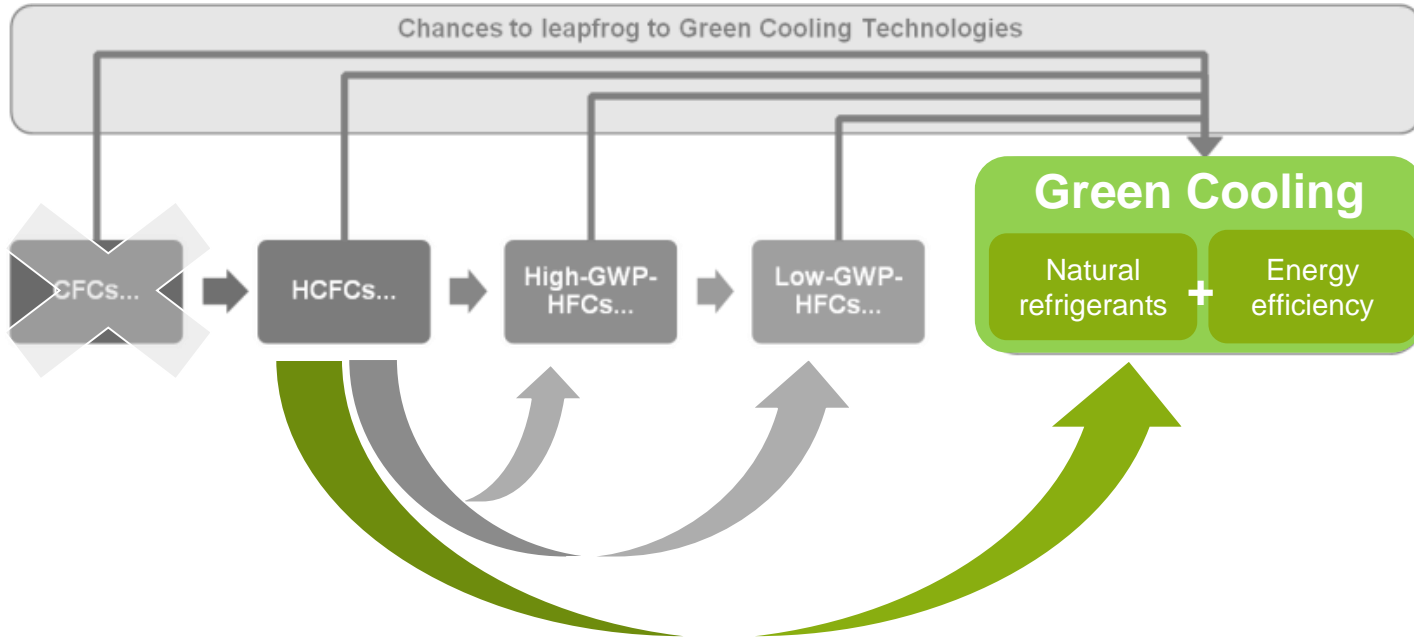 Chances to leapfrog to Green Cooling Technologies
Green Cooling
CFCs...
HCFCs...
High-GWP-
HFCs...
Low-GWP-
HFCs...
Natural
refrigerants
+
Energy
efficiency